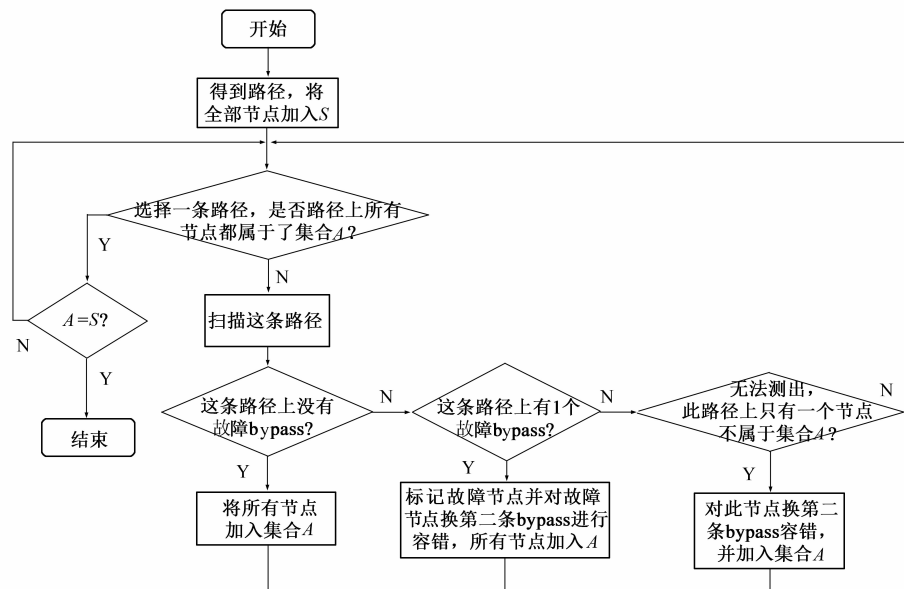 开始
得到路径，将
全部节点加入S
选择一条路径，是否路径上所有
节点都属于了集合A？
Y
N
A=S?
扫描这条路径
N
Y
结束
这条路径上没有
故障bypass?
N
这条路径上有1个
故障bypass?
N
无法测出，
此路径上只有一个节点
不属于集合A？
N
Y
Y
Y
将所有节点
加入集合A
标记故障节点并对故障
节点换第二条bypass进行
容错，所有节点加入A
对此节点换第二
条bypass容错，
并加入集合A